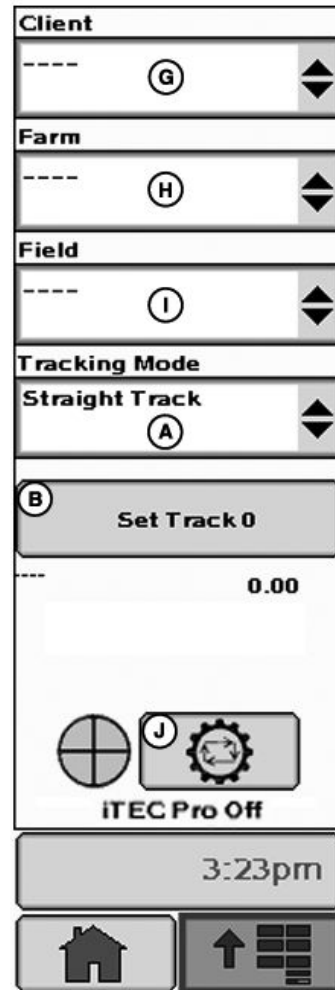 Client
----
G
Farm
----
H
Field
----
I
Tracking Mode
Straight Track
A
B
Set Track 0
---- 0.00
J
iTEC Pro Off
3:23pm